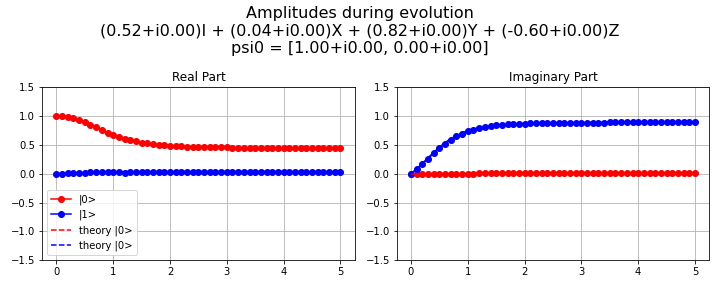 Amplitudes during evolution
(0.52+i0.00)I + (0.04+i0.00)X + (0.82+i0.00)Y + (-0.60+i0.00)Z
psi0 = [1.00+i0.00, 0.00+i0.00]
Real Part
Imaginary Part
1.5
1.0
0.5
0.0
−0.5
−1.0
−1.5
0 1 2 3 4 5
|0>
|1>
theory |0>
theory |0>
1.5
1.0
0.5
0.0
−0.5
−1.0
−1.5
0 1 2 3 4 5